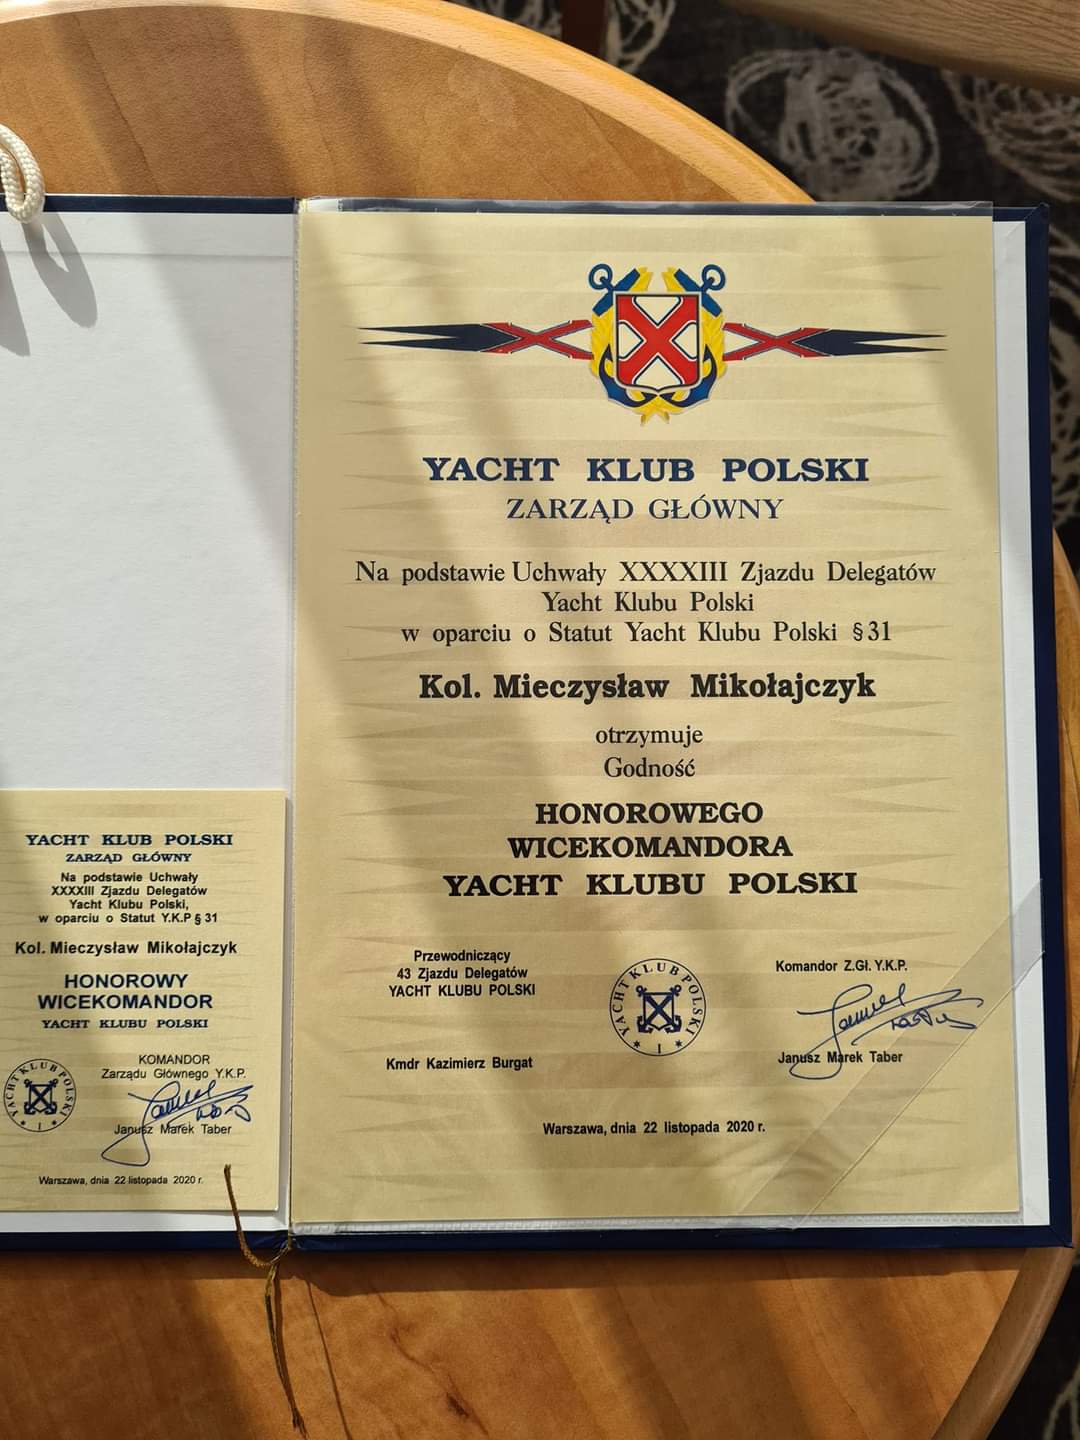 YACHT KLUB POLSKI
ZARZĄD GŁÓWNY
Na podstawie Uchwały XXXXIII Zjazdu Delegatów
Yacht Klubu Polski
w oparciu o Statut Yacht Klubu Polski § 31
Kol. Mieczysław Mikołajczyk
otrzymuje
Godność
HONOROWEGO
WICEKOMANDORA
YACHT KLUBU POLSKI
Przewodniczący
43 Zjazdu Delegatów
YACHT KLUBU POLSKI
Kmdr Kazimierz Burgat
YACHT KLUB POLSKI
I
Komandor Z.Gł. Y.K.P.
Janusz Marek Taber
Warszawa, dnia 22 listopada 2020 r.
YACHT KLUB POLSKI
ZARZĄD GŁÓWNY
Na podstawie Uchwały
XXXXIII Zjazdu Delegatów
Yacht Klubu Polski,
w oparciu o Statut Y.K.P § 31
Kol. Mieczysław Mikołajczyk
HONOROWY
WICEKOMANDOR
YACHT KLUBU POLSKI
YACHT KLUB POLSKI
I
KOMANDOR
Zarządu Głównego Y.K.P.
Janusz Marek Taber
Warszawa, dnia 22 listopada 2020 r.